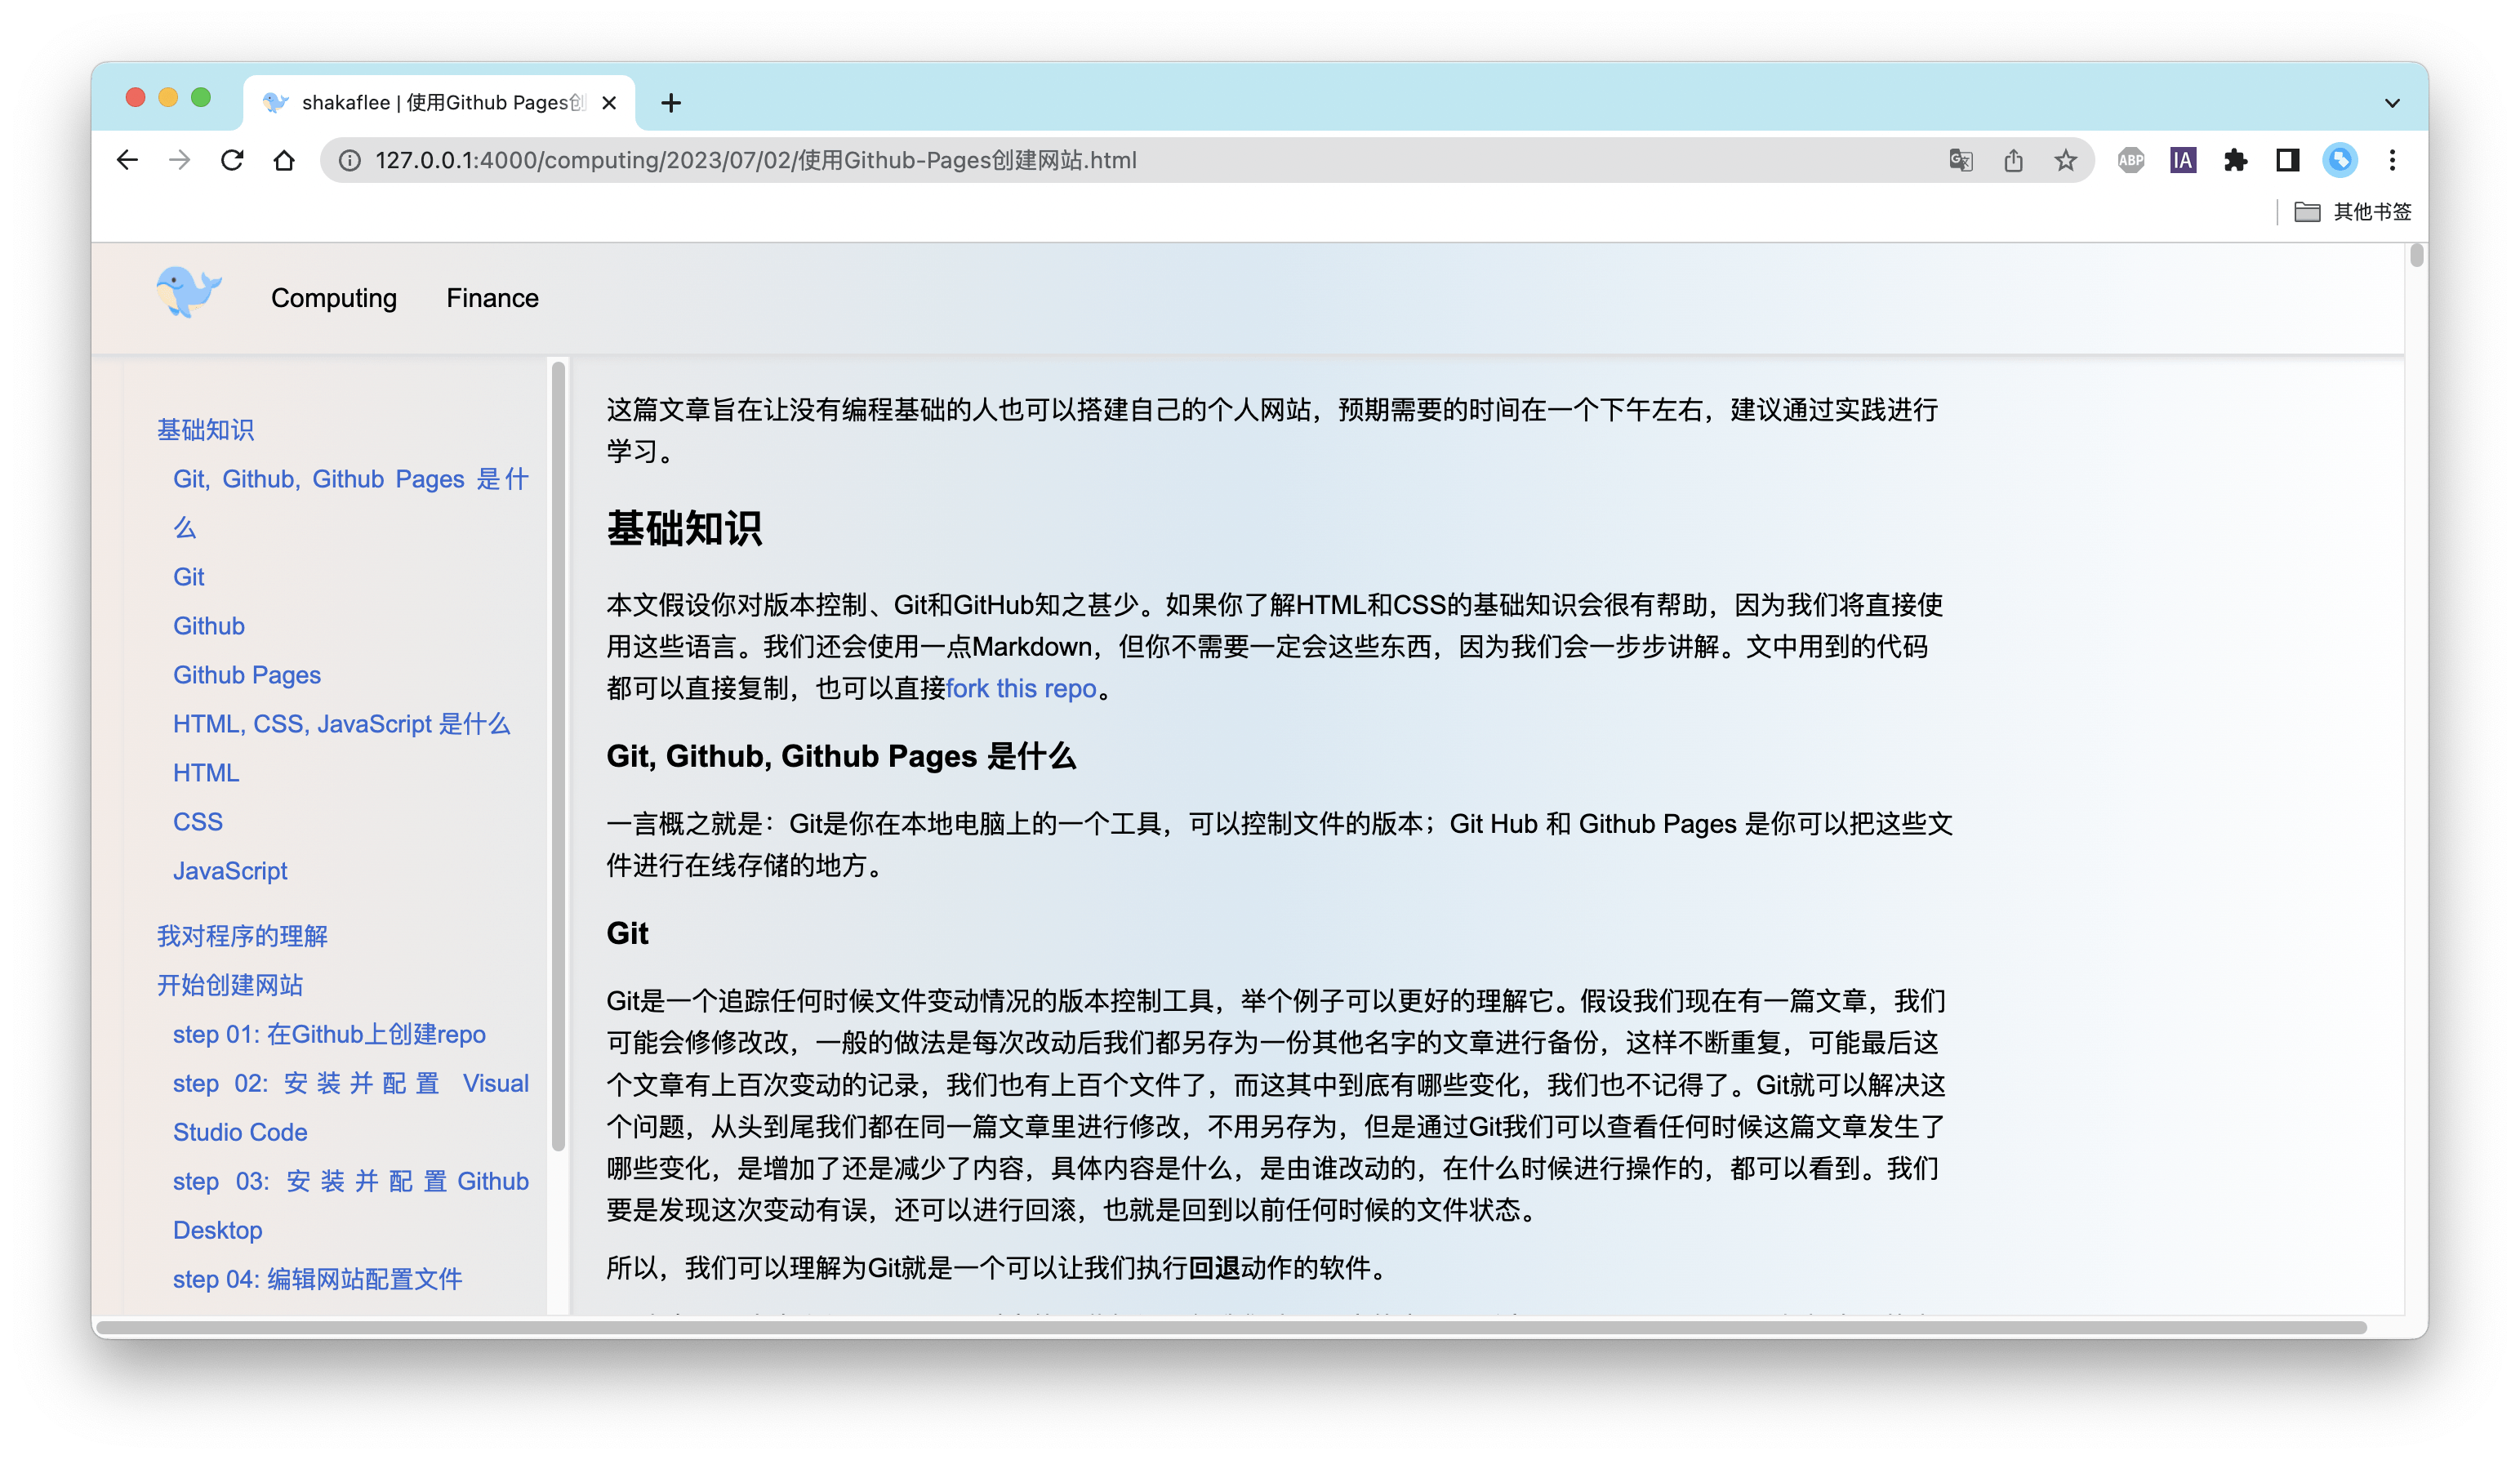 shakaflee | 使用Github Pages创
127.0.0.1:4000/computing/2023/07/02/使用Github-Pages创建网站.html
ABP
IA
其他书签
Computing
Finance
基础知识
Git, Github, Github Pages 是什
么
Git
Github
Github Pages
HTML, CSS, JavaScript 是什么
HTML
CSS
JavaScript
我对程序的理解
开始创建网站
step 01: 在Github上创建repo
step 02: 安装并配置 Visual
Studio Code
step 03: 安装并配置Github
Desktop
step 04: 编辑网站配置文件
这篇文章旨在让没有编程基础的人也可以搭建自己的个人网站，预期需要的时间在一个下午左右，建议通过实践进行
学习。
基础知识
本文假设你对版本控制、Git和GitHub知之甚少。如果你了解HTML和CSS的基础知识会很有帮助，因为我们将直接使
用这些语言。我们还会使用一点Markdown，但你不需要一定会这些东西，因为我们会一步步讲解。文中用到的代码
都可以直接复制，也可以直接fork this repo。
Git, Github, Github Pages 是什么
一言概之就是：Git是你在本地电脑上的一个工具，可以控制文件的版本；Git Hub 和 Github Pages 是你可以把这些文
件进行在线存储的地方。
Git
Git是一个追踪任何时候文件变动情况的版本控制工具，举个例子可以更好的理解它。假设我们现在有一篇文章，我们
可能会修修改改，一般的做法是每次改动后我们都另存为一份其他名字的文章进行备份，这样不断重复，可能最后这
个文章有上百次变动的记录，我们也有上百个文件了，而这其中到底有哪些变化，我们也不记得了。Git就可以解决这
个问题，从头到尾我们都在同一篇文章里进行修改，不用另存为，但是通过Git我们可以查看任何时候这篇文章发生了
哪些变化，是增加了还是减少了内容，具体内容是什么，是由谁改动的，在什么时候进行操作的，都可以看到。我们
要是发现这次变动有误，还可以进行回滚，也就是回到以前任何时候的文件状态。
所以，我们可以理解为Git就是一个可以让我们执行回退动作的软件。